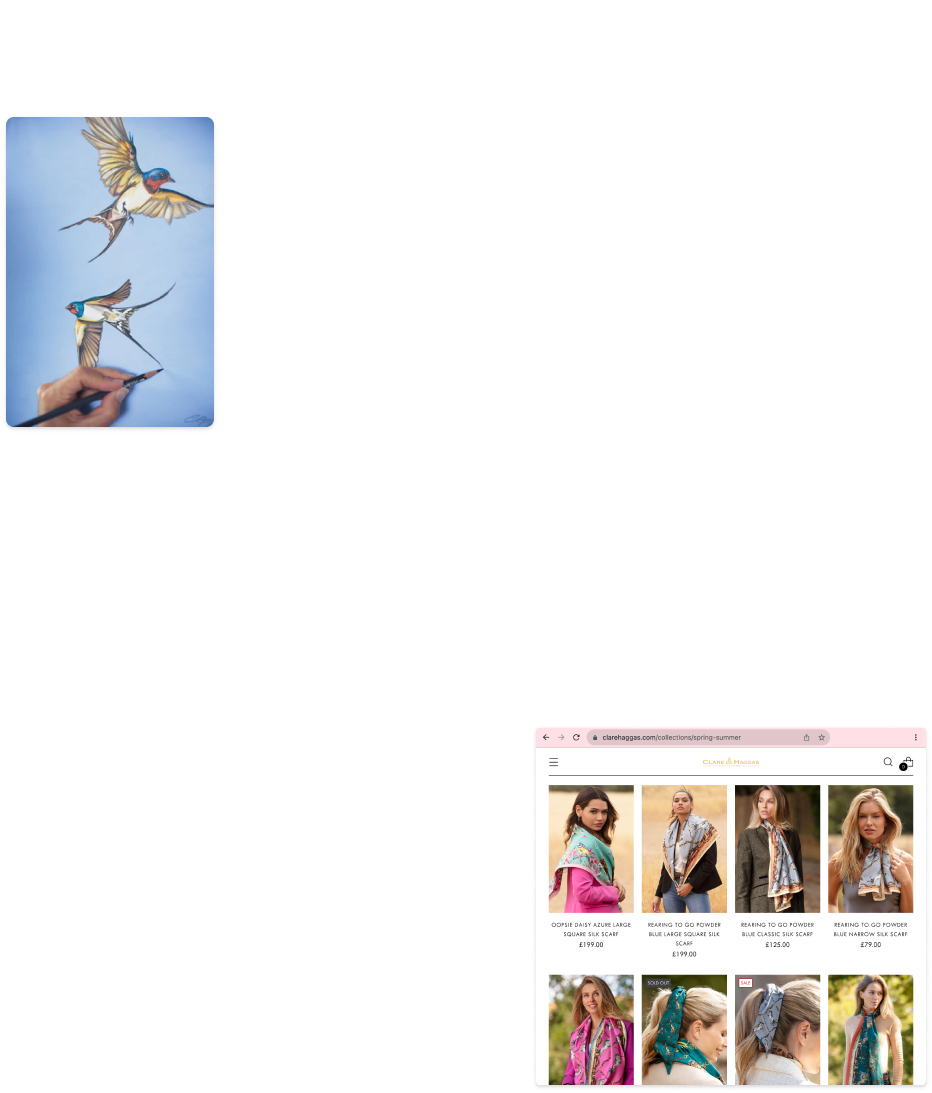 clarehaggas.com/collections/spring-summer
CLARE HAGGAS
0
OOPSIE DAISY AZURE LARGE
SQUARE SILK SCARF
£199.00
REARING TO GO POWDER
BLUE LARGE SQUARE SILK
SCARF
£199.00
REARING TO GO POWDER
BLUE CLASSIC SILK SCARF
£125.00
REARING TO GO POWDER
BLUE NARROW SILK SCARF
£79.00
SOLD OUT
SALE